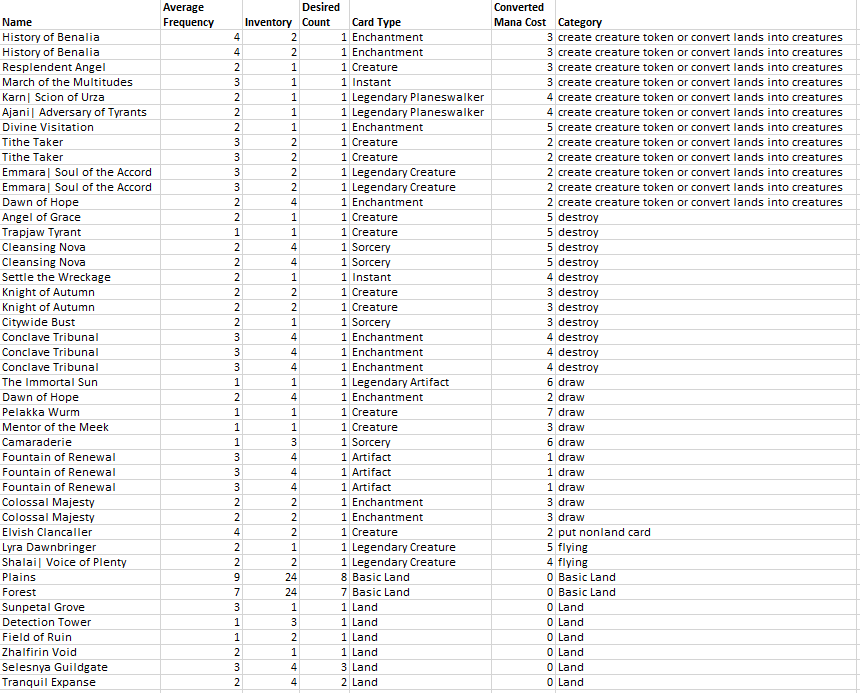 Name Average Frequency Inventory Desired Count Card Type Converted Mana Cost Category
History of Benalia 4 2 1 Enchantment 3 create creature token or convert lands into creatures
History of Benalia 4 2 1 Enchantment 3 create creature token or convert lands into creatures
Resplendent Angel 2 1 1 Creature 3 create creature token or convert lands into creatures
March of the Multitudes 3 1 1 Instant 3 create creature token or convert lands into creatures
Karn| Scion of Urza 2 1 1 Legendary Planeswalker 4 create creature token or convert lands into creatures
Ajani| Adversary of Tyrants 2 1 1 Legendary Planeswalker 4 create creature token or convert lands into creatures
Divine Visitation 2 1 1 Enchantment 5 create creature token or convert lands into creatures
Tithe Taker 3 2 1 Creature 2 create creature token or convert lands into creatures
Tithe Taker 3 2 1 Creature 2 create creature token or convert lands into creatures
Emmara| Soul of the Accord 3 2 1 Legendary Creature 2 create creature token or convert lands into creatures
Emmara| Soul of the Accord 3 2 1 Legendary Creature 2 create creature token or convert lands into creatures
Dawn of Hope 2 4 1 Enchantment 2 create creature token or convert lands into creatures
Angel of Grace 2 1 1 Creature 5 destroy
Trapjaw Tyrant 1 1 1 Creature 5 destroy
Cleansing Nova 2 4 1 Sorcery 5 destroy
Cleansing Nova 2 4 1 Sorcery 5 destroy
Settle the Wreckage 2 1 1 Instant 4 destroy
Knight of Autumn 2 2 1 Creature 3 destroy
Knight of Autumn 2 2 1 Creature 3 destroy
Citywide Bust 2 1 1 Sorcery 3 destroy
Conclave Tribunal 3 4 1 Enchantment 4 destroy
Conclave Tribunal 3 4 1 Enchantment 4 destroy
Conclave Tribunal 3 4 1 Enchantment 4 destroy
The Immortal Sun 1 1 1 Legendary Artifact 6 draw
Dawn of Hope 2 4 1 Enchantment 2 draw
Pelakka Wurm 1 1 1 Creature 7 draw
Mentor of the Meek 1 1 1 Creature 3 draw
Camaraderie 1 3 1 Sorcery 6 draw
Fountain of Renewal 3 4 1 Artifact 1 draw
Fountain of Renewal 3 4 1 Artifact 1 draw
Fountain of Renewal 3 4 1 Artifact 1 draw
Colossal Majesty 2 2 1 Enchantment 3 draw
Colossal Majesty 2 2 1 Enchantment 3 draw
Elvish Clancaller 4 2 1 Creature 2 put nonland card
Lyra Dawnbringer 2 1 1 Legendary Creature 5 flying
Shalai| Voice of Plenty 2 2 1 Legendary Creature 4 flying
Plains 9 24 8 Basic Land 0 Basic Land
Forest 7 24 7 Basic Land 0 Basic Land
Sunpetal Grove 3 1 1 Land 0 Land
Detection Tower 1 3 1 Land 0 Land
Field of Ruin 1 2 1 Land 0 Land
Zhalfirin Void 2 1 1 Land 0 Land
Selesnya Guildgate 3 4 3 Land 0 Land
Tranquil Expanse 2 4 2 Land 0 Land